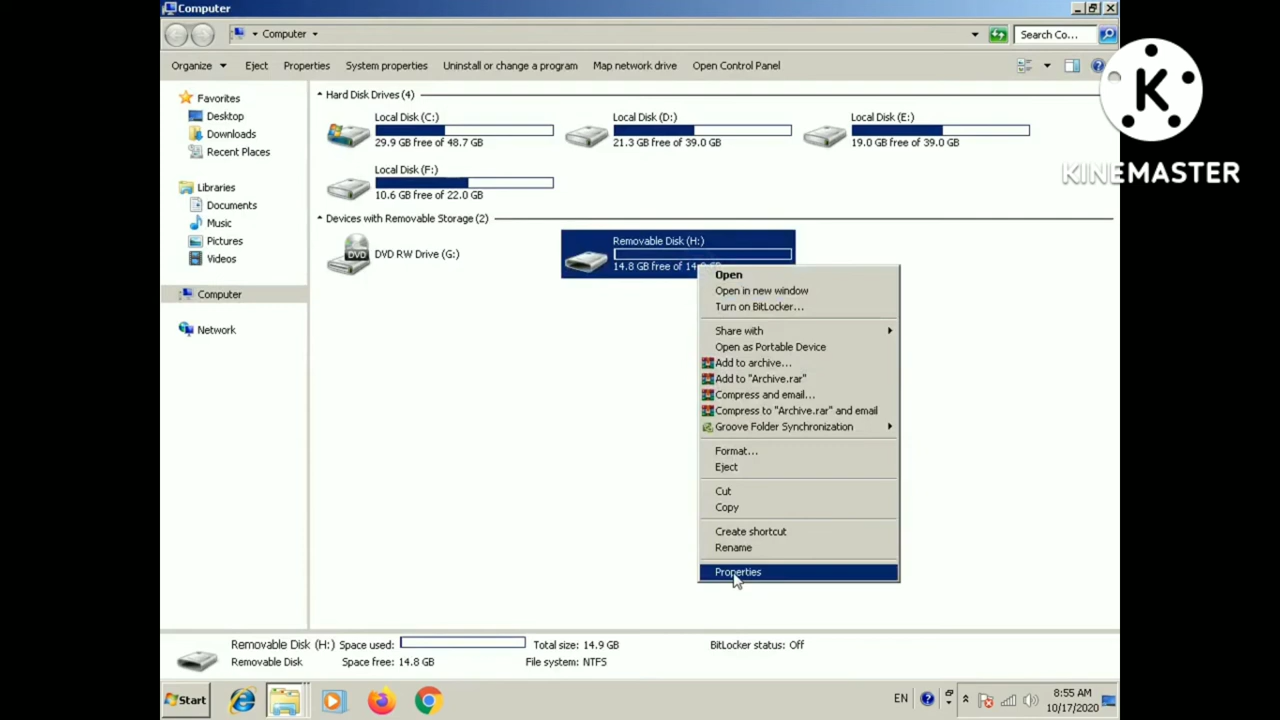 Computer
Computer
Search Co...
Organize Eject Properties System properties Uninstall or change a program Map network drive Open Control Panel
Favorites
Desktop
Downloads
Recent Places
Libraries
Documents
Music
Pictures
Videos
Computer
Network
Hard Disk Drives (4)
Local Disk (C:)
29.9 GB free of 48.7 GB
Local Disk (D:)
21.3 GB free of 39.0 GB
Local Disk (E:)
19.0 GB free of 39.0 GB
Local Disk (F:)
10.6 GB free of 22.0 GB
Devices with Removable Storage (2)
DVD
DVD RW Drive (G:)
Removable Disk (H:)
14.8 GB free of
Open
Open in new window
Turn on BitLocker...
Share with
Open as Portable Device
Add to archive...
Add to "Archive.rar"
Compress and email...
Compress to "Archive.rar" and email
Groove Folder Synchronization
Format...
Eject
Cut
Copy
Create shortcut
Rename
Properties
Removable Disk (H:) Space used: Total size: 14.9 GB BitLocker status: Off
Removable Disk Space free: 14.8 GB File system: NTFS
Start
EN
8:55 AM
10/17/2020
K
KINEMASTER